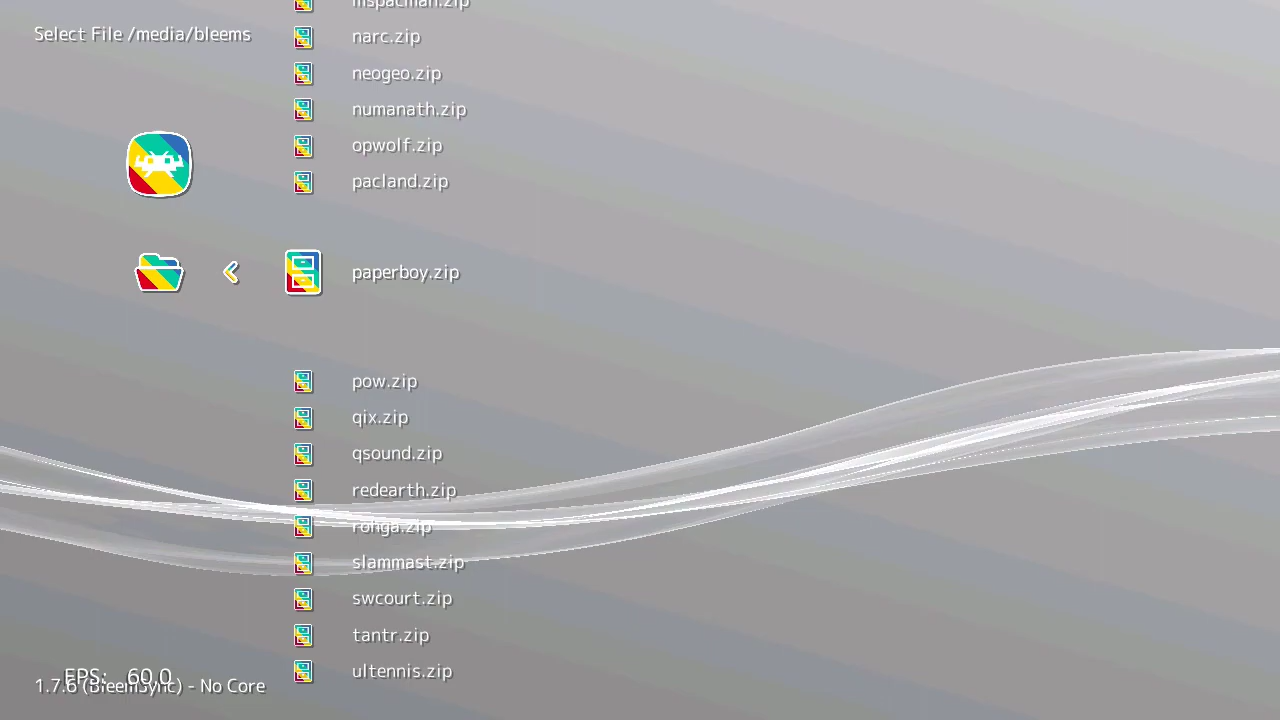 mspacman.zip
Select File /media/bleems
narc.zip
neogeo.zip
numanath.zip
opwolf.zip
pacland.zip
paperboy.zip
pow.zip
qix.zip
qsound.zip
redearth.zip
rohga.zip
slammast.zip
swcourt.zip
tantr.zip
ultennis.zip
FPS: 60.0
1.7.6 (BleemSync) - No Core